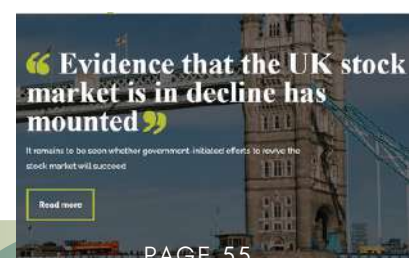 “ Evidence that the UK stock
market is in decline has
mounted ”
It remains to be seen whether government-initiated efforts to revive the
stock market will succeed
Read more
PAGE 55